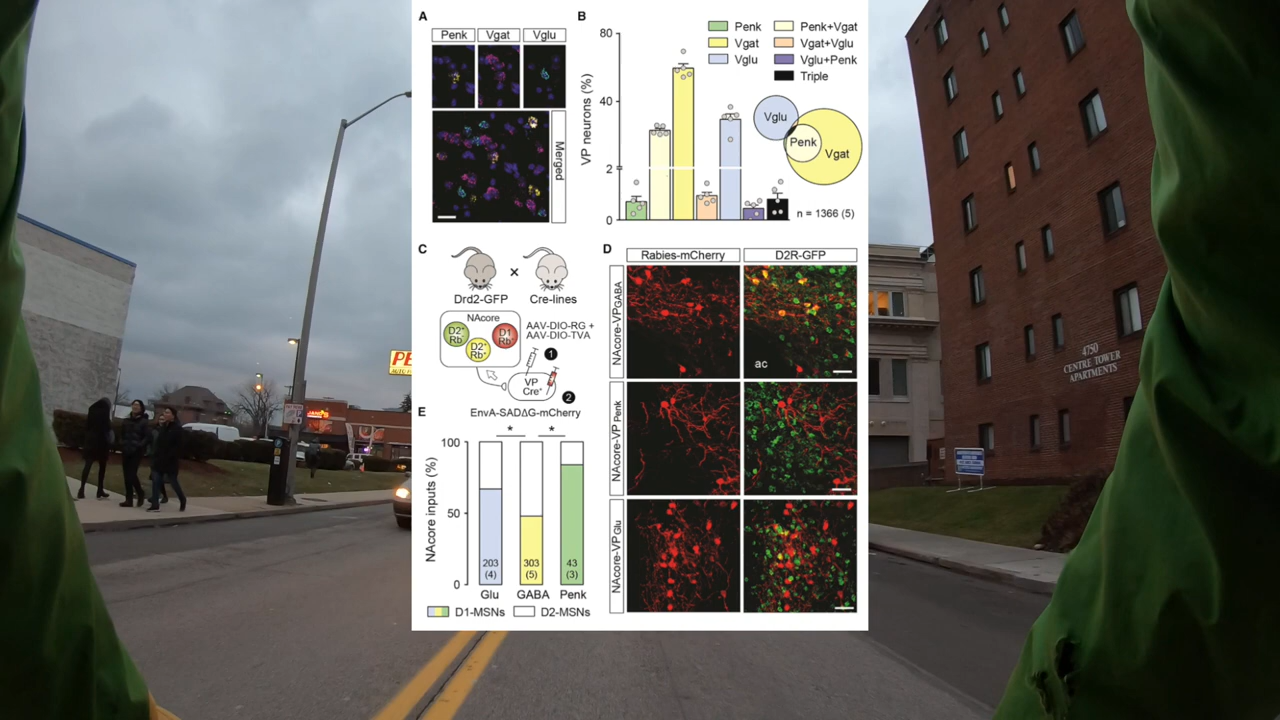 A
Penk
Vgat
Vglu
Merged
B
VP neurons (%)
80
40
2
0
Penk
Vgat
Vglu
Penk+Vgat
Vgat+Vglu
Vglu+Penk
Triple
Vglu
Penk
Vgat
n = 1366 (5)
C
×
Drd2-GFP
Cre-lines
NAcore
D2⁺
Rb⁻
D2⁺
Rb⁺
D1
Rb⁺
AAV-DIO-RG +
AAV-DIO-TVA
1
VP
Cre⁺
2
EnvA-SADΔG-mCherry
D
Rabies-mCherry
D2R-GFP
NAcore-VPGABA
ac
NAcore-VPPenk
NAcore-VPGlu
E
NAcore inputs (%)
100
50
0
*
*
203
(4)
303
(5)
43
(3)
Glu
GABA
Penk
D1-MSNs
D2-MSNs
PE
4750
CENTRE TOWER
APARTMENTS